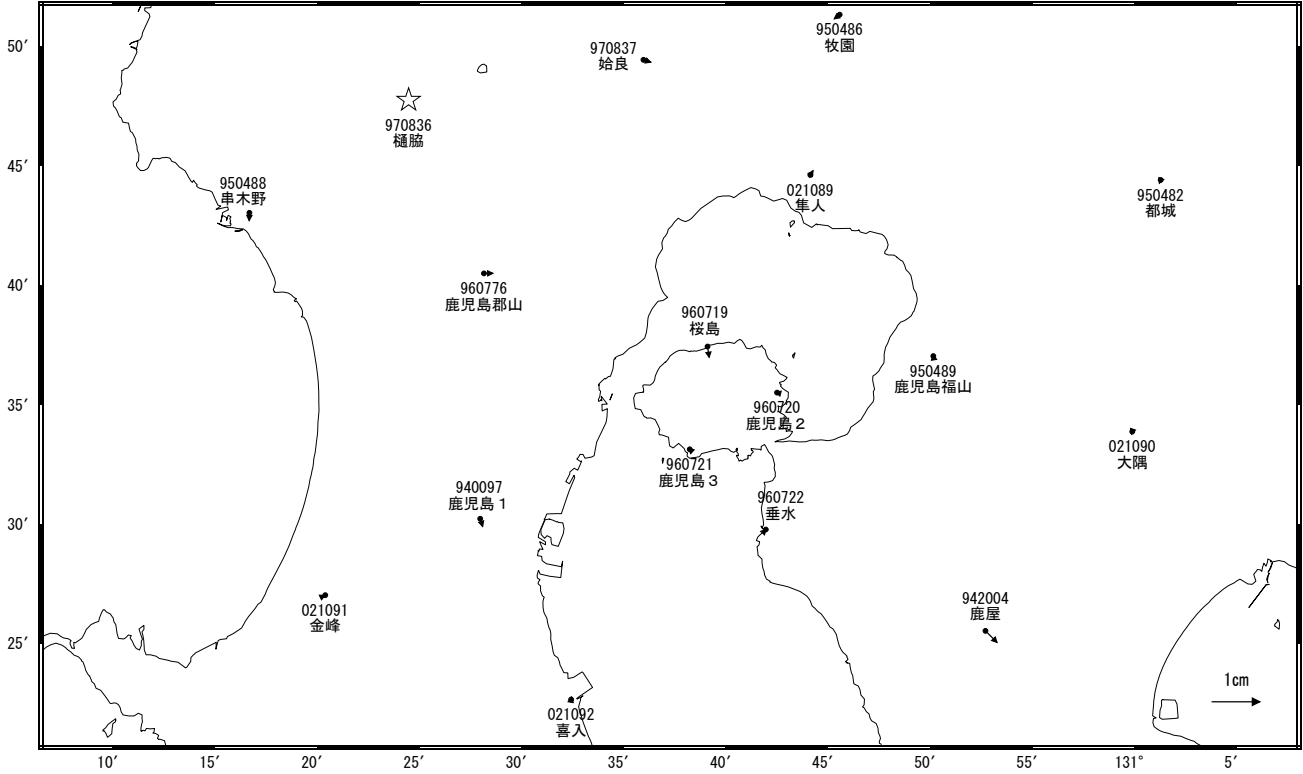 950486
牧園
50′
970837
姶良
970836
樋脇
45′
950488
串木野
021089
隼人
950482
都城
40′
960776
鹿児島郡山
960719
桜島
950489
鹿児島福山
35′
960720
鹿児島2
021090
大隅
960721
鹿児島3
940097
鹿児島1
960722
垂水
30′
021091
金峰
942004
鹿屋
25′
1cm
021092
喜入
10′ 15′ 20′ 25′ 30′ 35′ 40′ 45′ 50′ 55′ 131° 5′